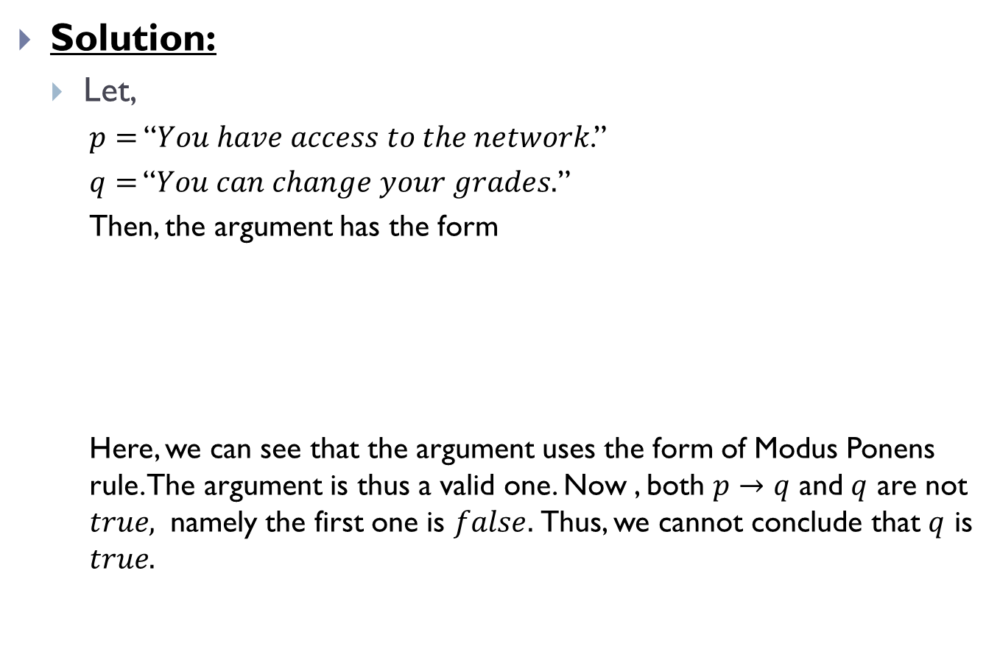 Solution:
Let,
p = “You have access to the network.”
q = “You can change your grades.”
Then, the argument has the form
Here, we can see that the argument uses the form of Modus Ponens
rule. The argument is thus a valid one. Now , both p → q and q are not
true, namely the first one is false. Thus, we cannot conclude that q is
true.